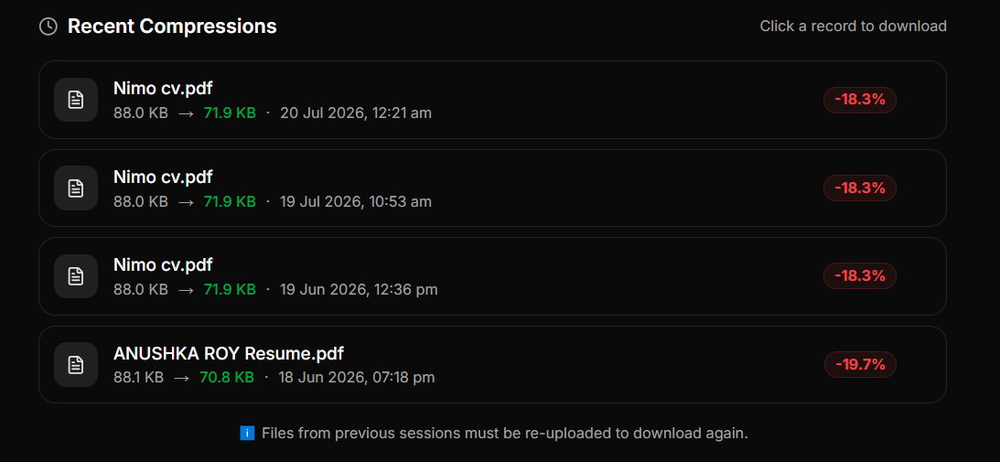 Recent Compressions
Click a record to download
Nimo cv.pdf
88.0 KB → 71.9 KB · 20 Jul 2026, 12:21 am
-18.3%
Nimo cv.pdf
88.0 KB → 71.9 KB · 19 Jul 2026, 10:53 am
-18.3%
Nimo cv.pdf
88.0 KB → 71.9 KB · 19 Jun 2026, 12:36 pm
-18.3%
ANUSHKA ROY Resume.pdf
88.1 KB → 70.8 KB · 18 Jun 2026, 07:18 pm
-19.7%
ℹ️ Files from previous sessions must be re-uploaded to download again.